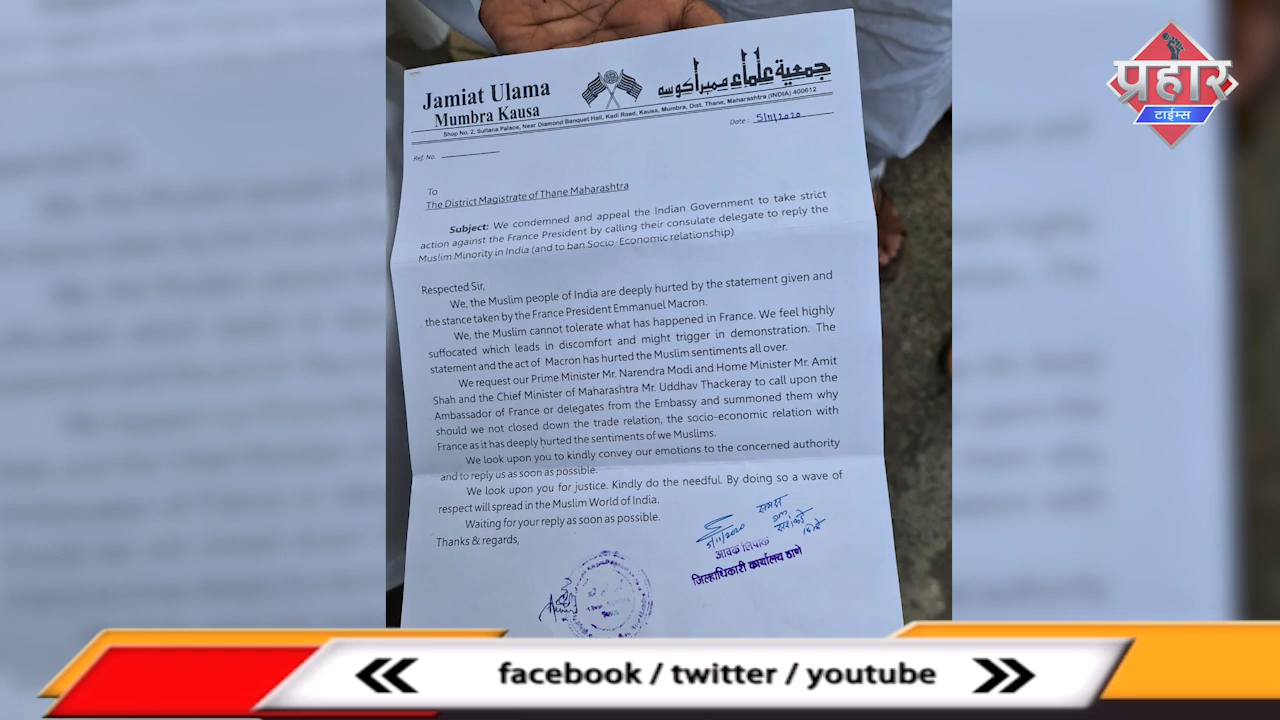 Jamiat Ulama
Mumbra Kausa
جمعية علماء ممبرا كوسه
Shop No. 2, Sultana Palace, Near Diamond Banquet Hall, Kadi Road, Kausa, Mumbra, Dist. Thane, Maharashtra (INDIA) 400612
Date : 5/11/2020
Ref. No.
To
The District Magistrate of Thane Maharashtra
Subject: We condemned and appeal the Indian Government to take strict
action against the France President by calling their consulate delegate to reply the
Muslim Minority in India (and to ban Socio-Economic relationship)
Respected Sir,
We, the Muslim people of India are deeply hurted by the statement given and
the stance taken by the France President Emmanuel Macron.
We, the Muslim cannot tolerate what has happened in France. We feel highly
suffocated which leads in discomfort and might trigger in demonstration. The
statement and the act of Macron has hurted the Muslim sentiments all over.
We request our Prime Minister Mr. Narendra Modi and Home Minister Mr. Amit
Shah and the Chief Minister of Maharashtra Mr. Uddhav Thackeray to call upon the
Ambasador of France or delegates from the Embassy and summoned them why
should we not closed down the trade relation, the socio-economic relation with
France as it has deeply hurted the sentiments of we Muslims.
We look upon you to kindly convey our emotions to the concerned authority
and to reply us as soon as possible.
We look upon you for justice. Kindly do the needful. By doing so a wave of
respect will spread in the Muslim World of India.
Waiting for your reply as soon as possible.
Thanks & regards,
5/11/2020
आवक लिपीक
जिल्हाधिकारी कार्यालय ठाणे
प्रहार
टाईम्स
facebook / twitter / youtube